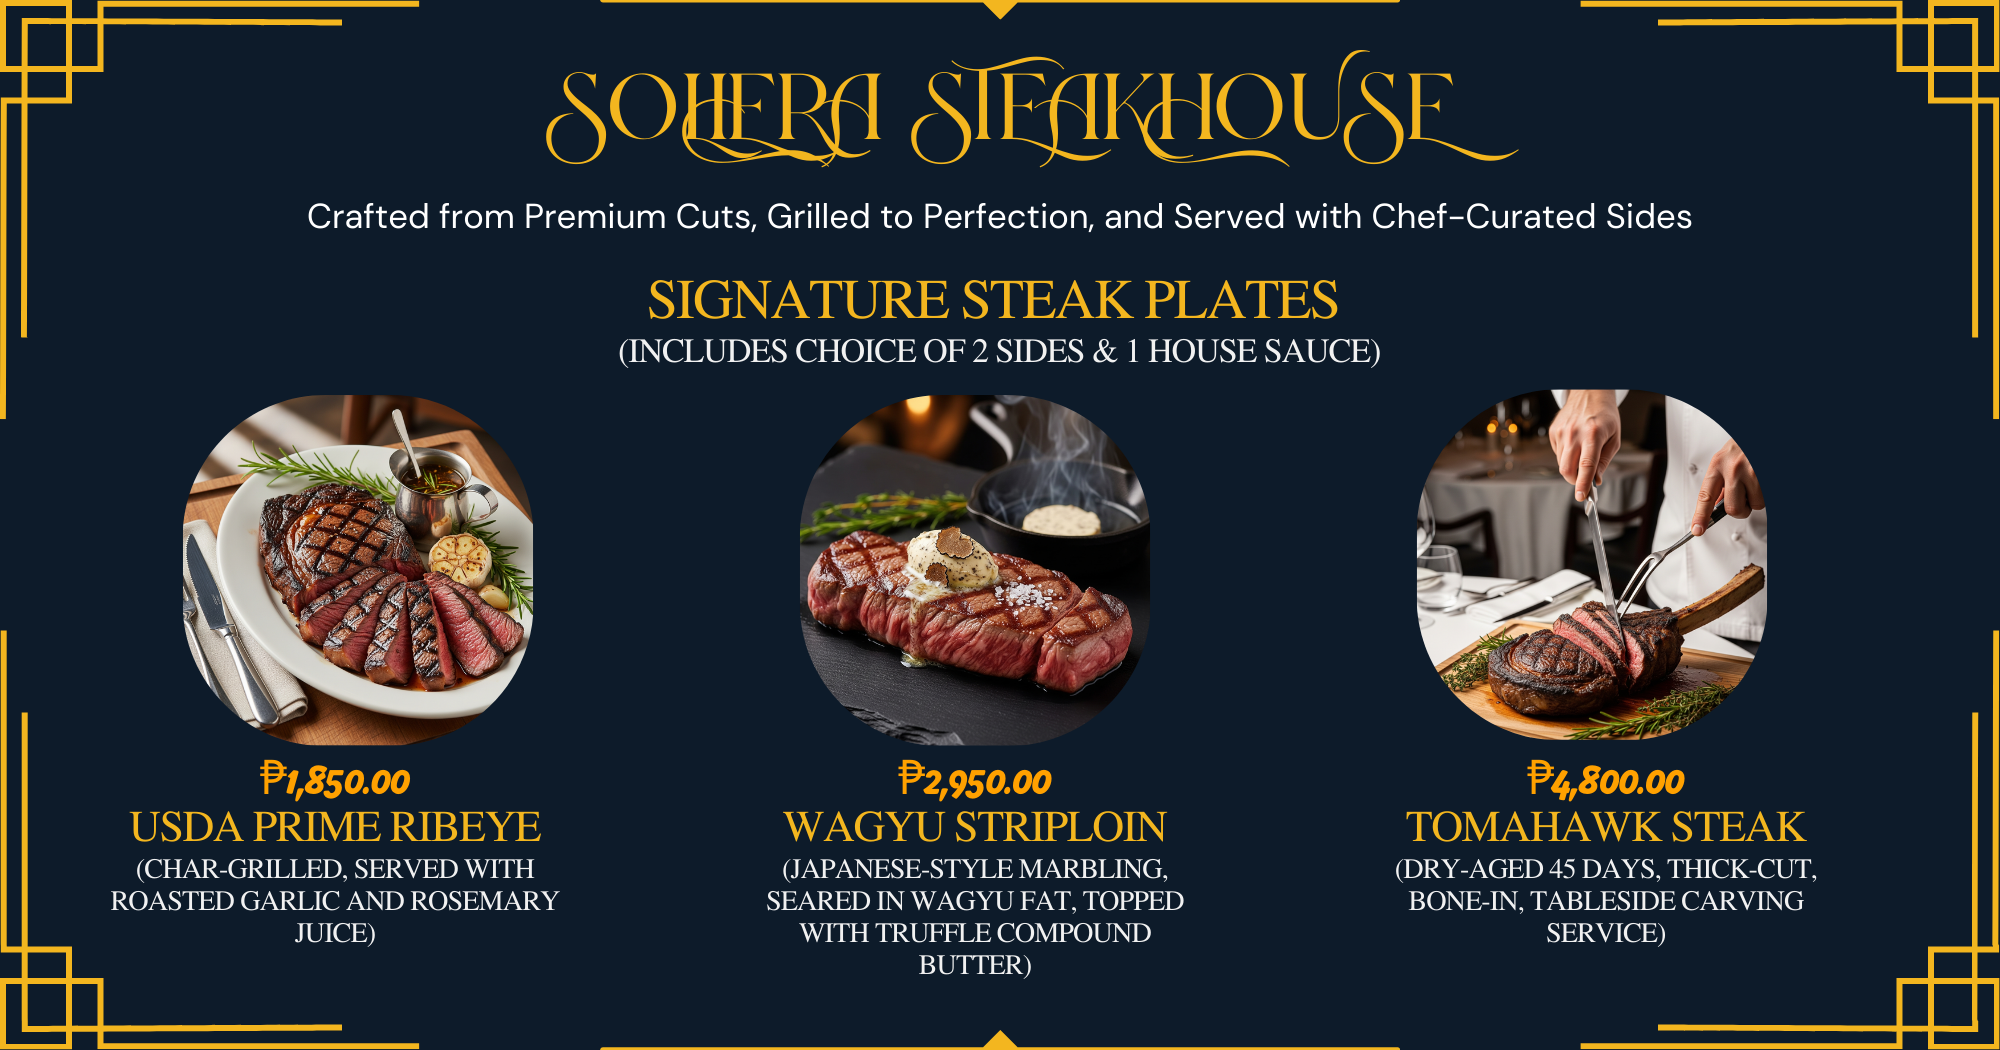 SOHERA STEAKHOUSE
Crafted from Premium Cuts, Grilled to Perfection, and Served with Chef-Curated Sides
SIGNATURE STEAK PLATES
(INCLUDES CHOICE OF 2 SIDES & 1 HOUSE SAUCE)
₱1,850.00
USDA PRIME RIBEYE
(CHAR-GRILLED, SERVED WITH
ROASTED GARLIC AND ROSEMARY
JUICE)
₱2,950.00
WAGYU STRIPLOIN
(JAPANESE-STYLE MARBLING,
SEARED IN WAGYU FAT, TOPPED
WITH TRUFFLE COMPOUND
BUTTER)
₱4,800.00
TOMAHAWK STEAK
(DRY-AGED 45 DAYS, THICK-CUT,
BONE-IN, TABLESIDE CARVING
SERVICE)